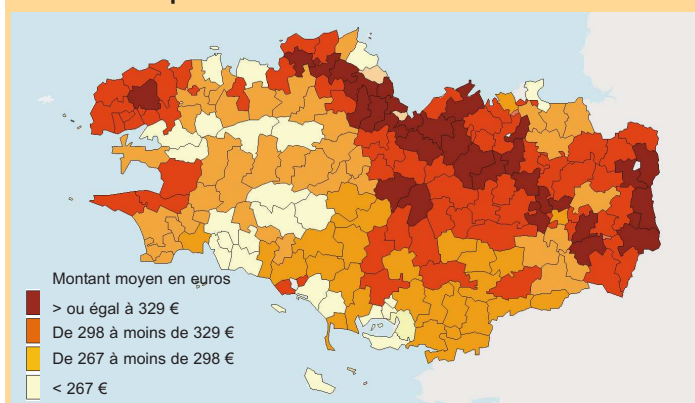 Montant moyen en euros
> ou égal à 329 €
De 298 à moins de 329 €
De 267 à moins de 298 €
< 267 €